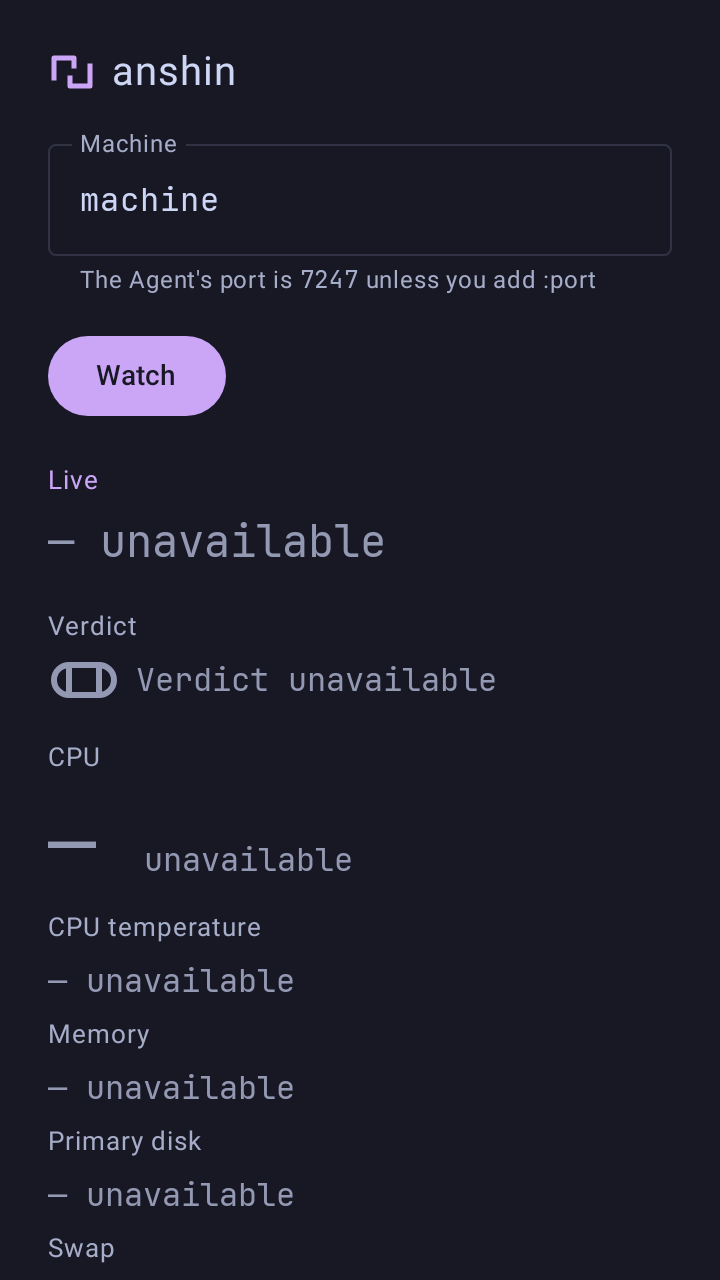 anshin
Machine
machine
The Agent's port is 7247 unless you add :port
Watch
Live
— unavailable
Verdict
Verdict unavailable
CPU
— unavailable
CPU temperature
— unavailable
Memory
— unavailable
Primary disk
— unavailable
Swap